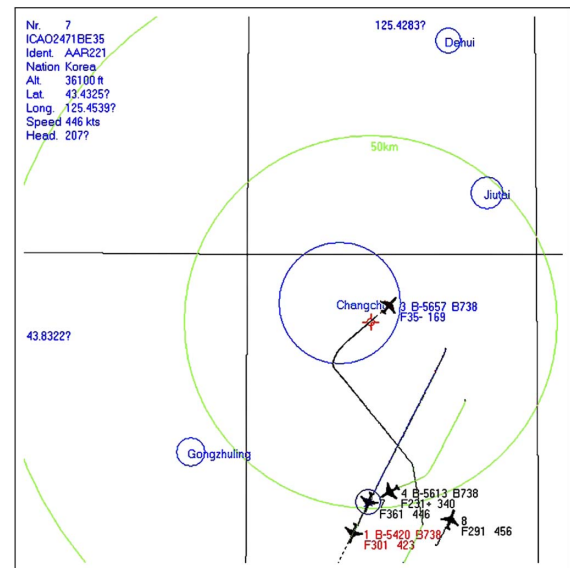 Nr. 7
ICAO2471BE35
Ident. AAR221
Nation Korea
Alt. 36100 ft
Lat. 43.4325?
Long. 125.4539?
Speed 446 kts
Head. 207?
125.4283?
Dehui
50km
Jiutai
Changchun
3 B-5657 B738
F35- 169
43.8322?
Gongzhuling
4 B-5613 B738
F231+ 340
7
F361 446
8
F291 456
1 B-5420 B738
F301 423